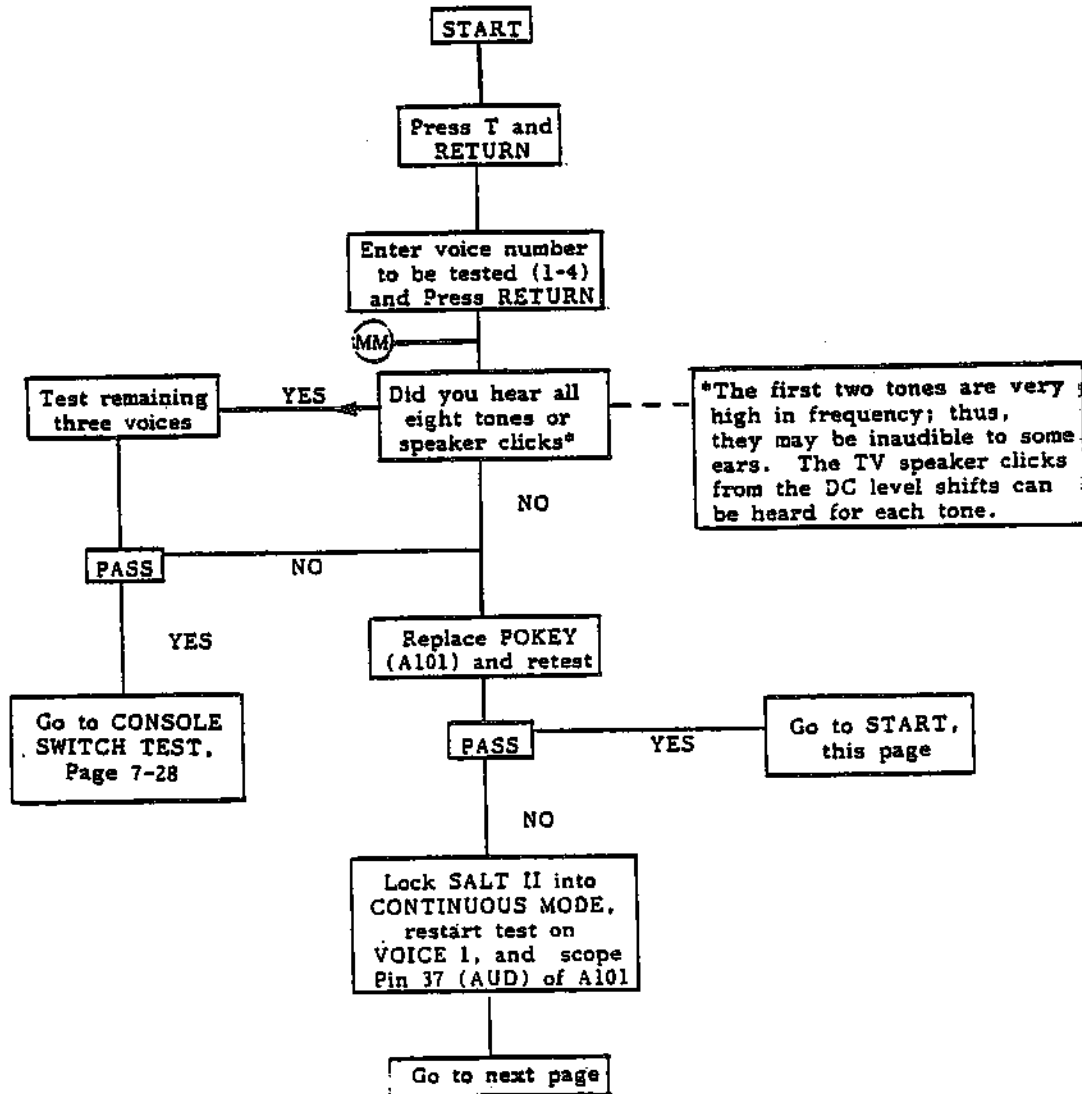 START
Press T and
RETURN
Enter voice number
to be tested (1-4)
and Press RETURN
MM
Test remaining
three voices
YES
Did you hear all
eight tones or
speaker clicks*
*The first two tones are very
high in frequency; thus,
they may be inaudible to some
ears. The TV speaker clicks
from the DC level shifts can
be heard for each tone.
NO
PASS
NO
YES
Replace POKEY
(A101) and retest
Go to CONSOLE
SWITCH TEST.
Page 7-28
PASS
YES
Go to START,
this page
NO
Lock SALT II into
CONTINUOUS MODE,
restart test on
VOICE 1, and scope
Pin 37 (AUD) of A101
Go to next page